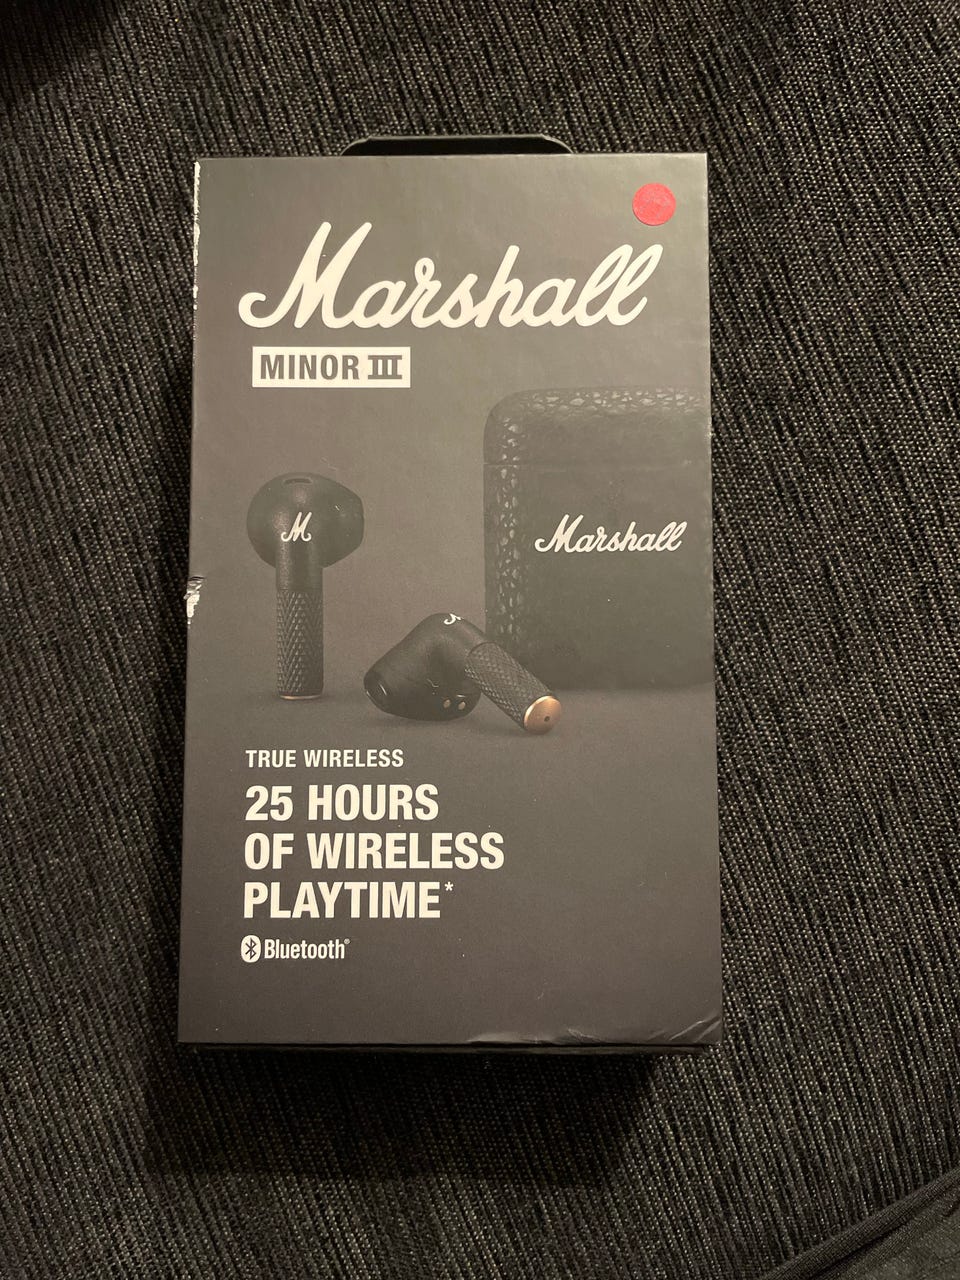 Marshall
MINOR III
M
Marshall
TRUE WIRELESS
25 HOURS
OF WIRELESS
PLAYTIME*
Bluetooth®